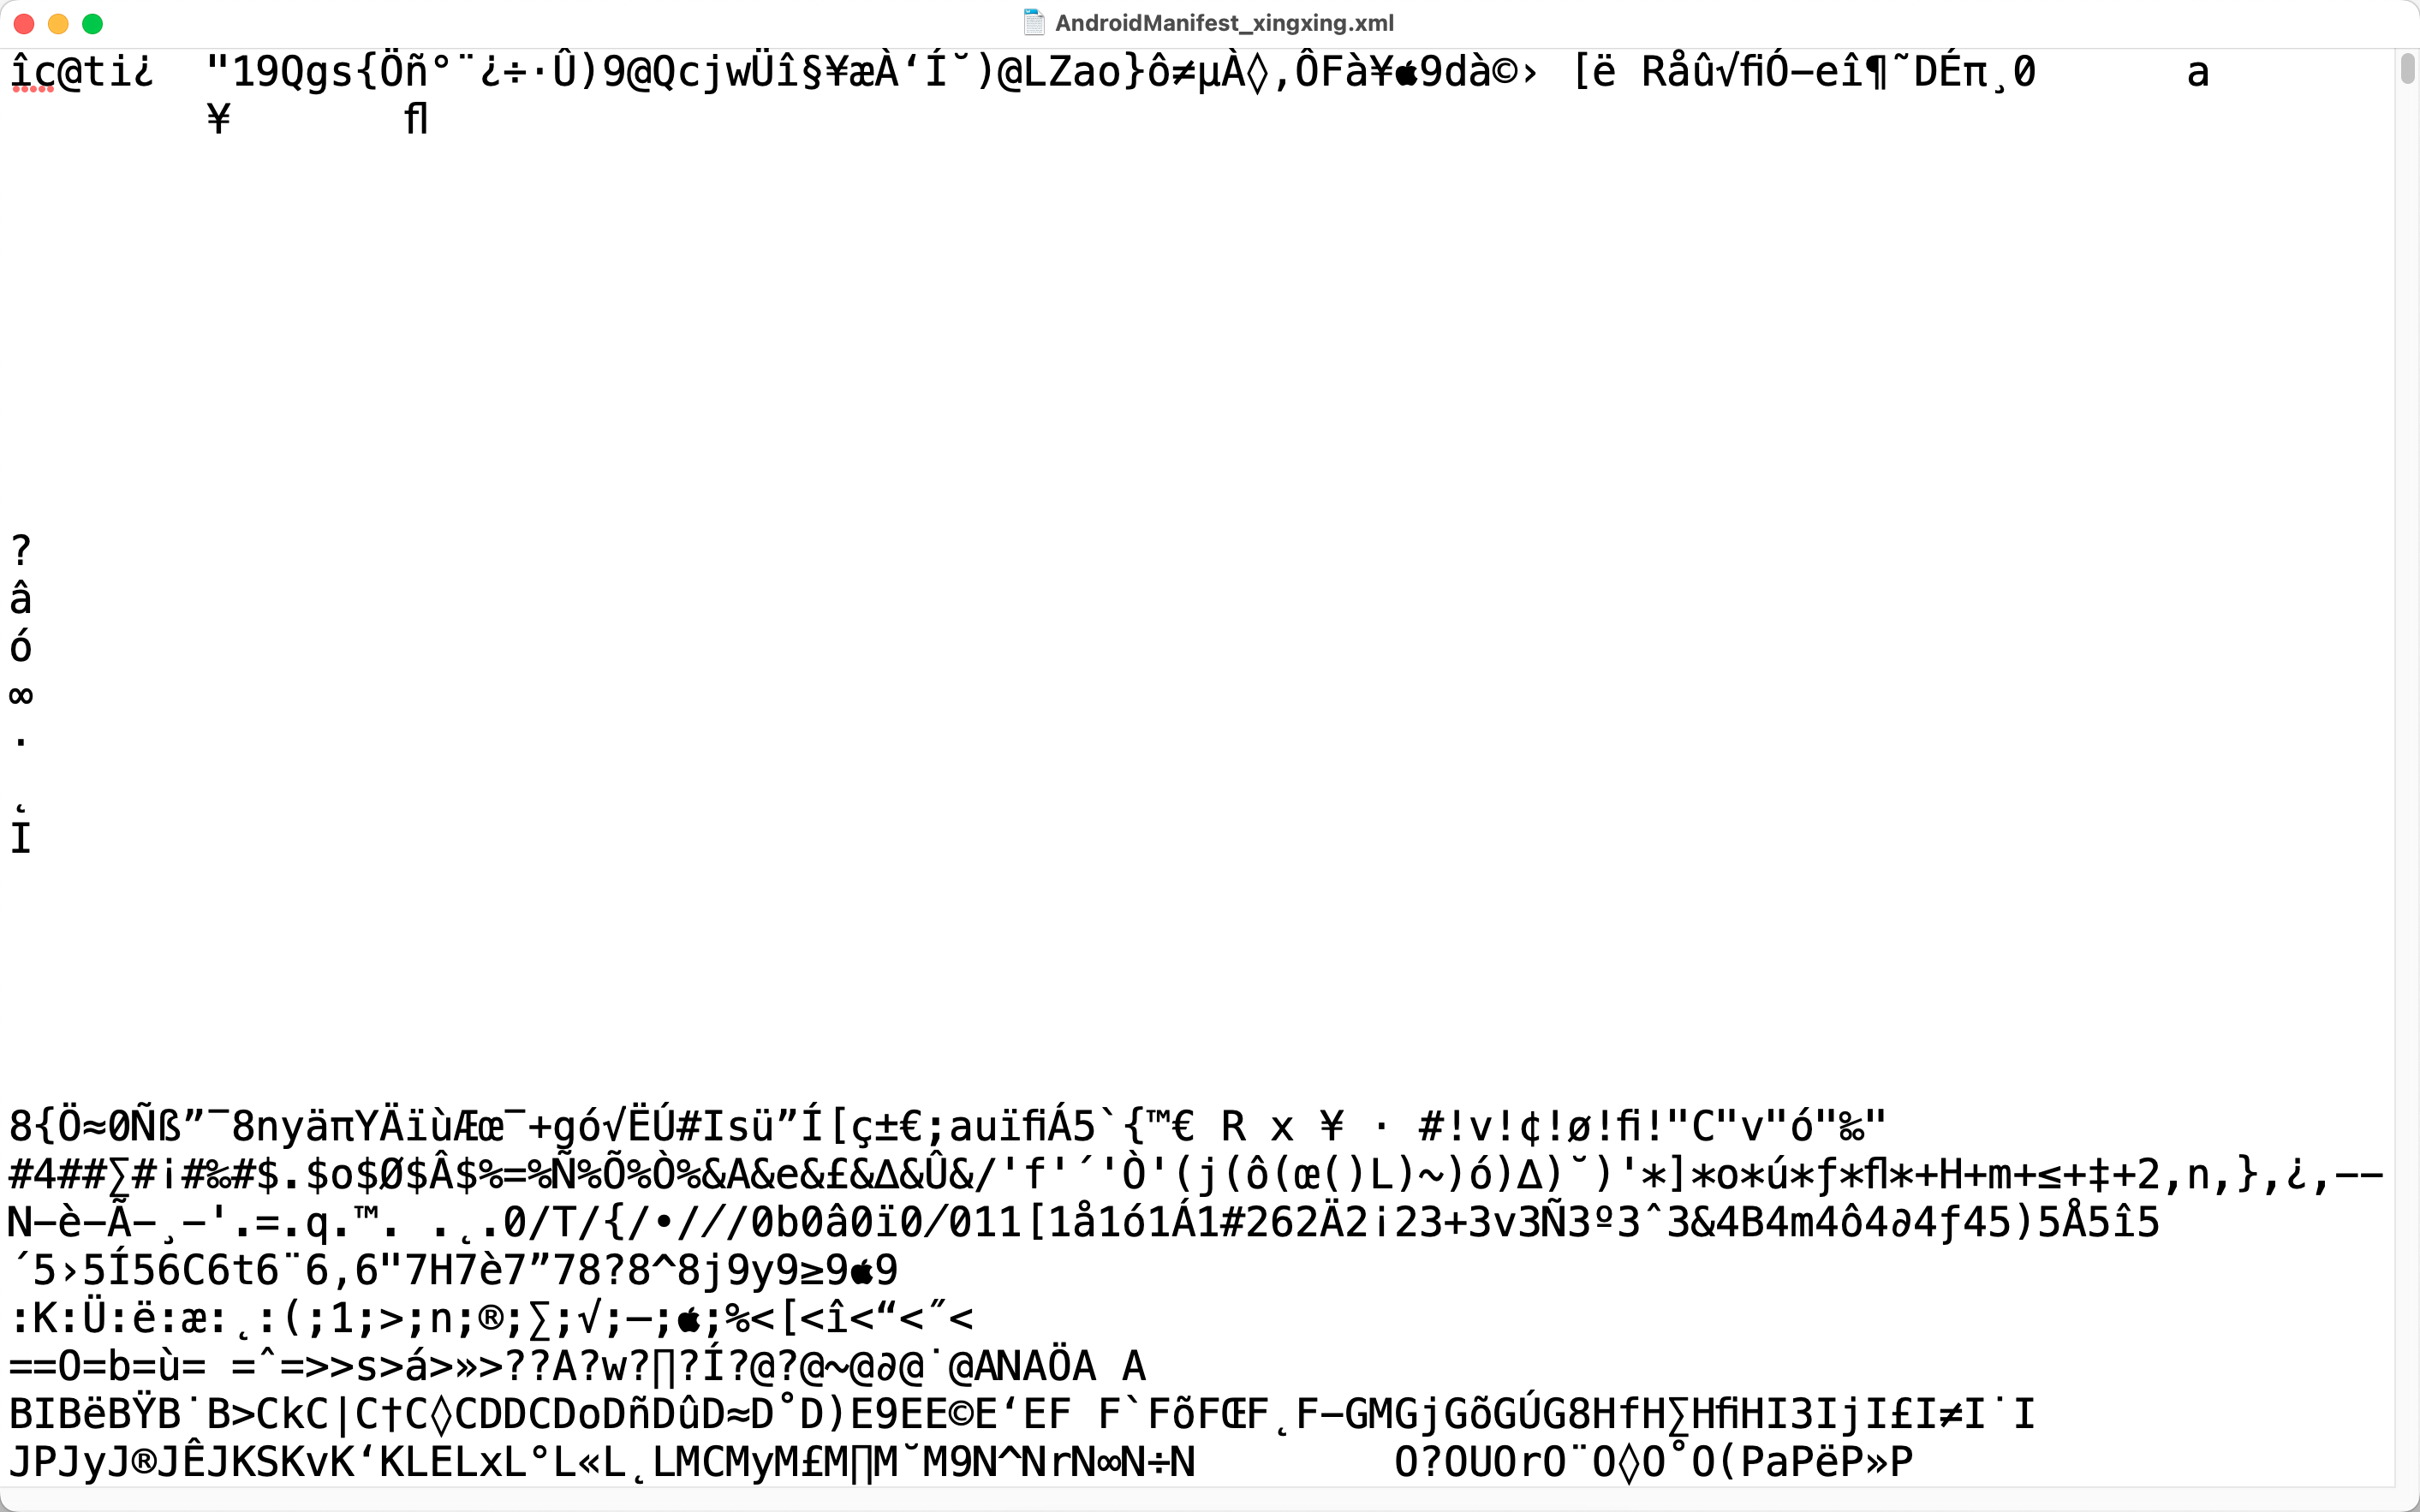 AndroidManifest_xingxing.xml
îc@ti¿ "19Qgs{Öñ°¨¿÷·Û)9@QcjwÜî§¥æÀ‘Í˘)@LZao}ô≠µÀ◊‚ÔFà¥9dà©› [ë Råû√ﬁÓ—eî¶˜DÉπ¸0 a
¥ ﬂ
?
â
ó
∞
·
˛
I
8{Ö≈0Ñß”¯8nyäπYÄïùÆœ¯+gó√ËÚ#Isü”Í[ç±€;auïﬁÁ5`{™€ R x ¥ · #!v!¢!ø!ﬁ!"C"v"ó"‰"
#4##∑#¡#‰#$.$o$Ø$Â$%=%Ñ%Õ%Ò%&A&e&£&∆&Û&/'f'´'Ò'(j(ô(œ()L)~)ó)∆)˘)'*]*o*ú*ƒ*ﬂ*+H+m+≤+‡+2,n,},¿,——
N—è—Ã—¸—'.=.q.™. .˛.0/T/{/•/⁄/0b0â0ï0⁄011[1å1ó1Á1#262Ä2¡23+3v3Ñ3º3ˆ3&4B4m4ô4∂4ƒ45)5Å5î5
´5›5Í56C6t6¨6‚6"7H7è7”78?8^8j9y9≥99
:K:Ü:ë:æ:˛:(;1;>;n;®;∑;√;—;;%<[<î<“<˝<
==O=b=ù= =ˆ=>>s>á>»>??A?w?∏?Í?@?@~@∂@˙@ANAÖA A
BIBëBŸB˙B>CkC|C†C◊CDDCDoDñDûD≈D˚D)E9EE©E‘EF F`FõFŒF˛F—GMGjGõGÚG8HfH∑HﬁHI3IjI£I≠I˙I
JPJyJ®JÊJKSKvK‘KLELxL°L«L˛LMCMyM£M∏M˘M9N^NrN∞N÷N O?OUOrO¨O◊O˚O(PaPëP»P